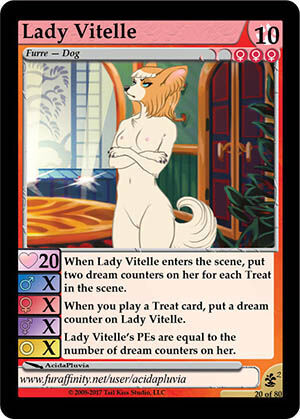 Lady Vitelle
10
Furre — Dog
20
When Lady Vitelle enters the scene, put
two dream counters on her for each Treat
in the scene.
X
X
When you play a Treat card, put a dream
counter on Lady Vitelle.
X
X
Lady Vitelle's PEs are equal to the
number of dream counters on her.
AcidaPluvia
www.furaffinity.net/user/acidapluvia
2
© 2009-2017 Tail Kiss Studio, LLC
20 of 80